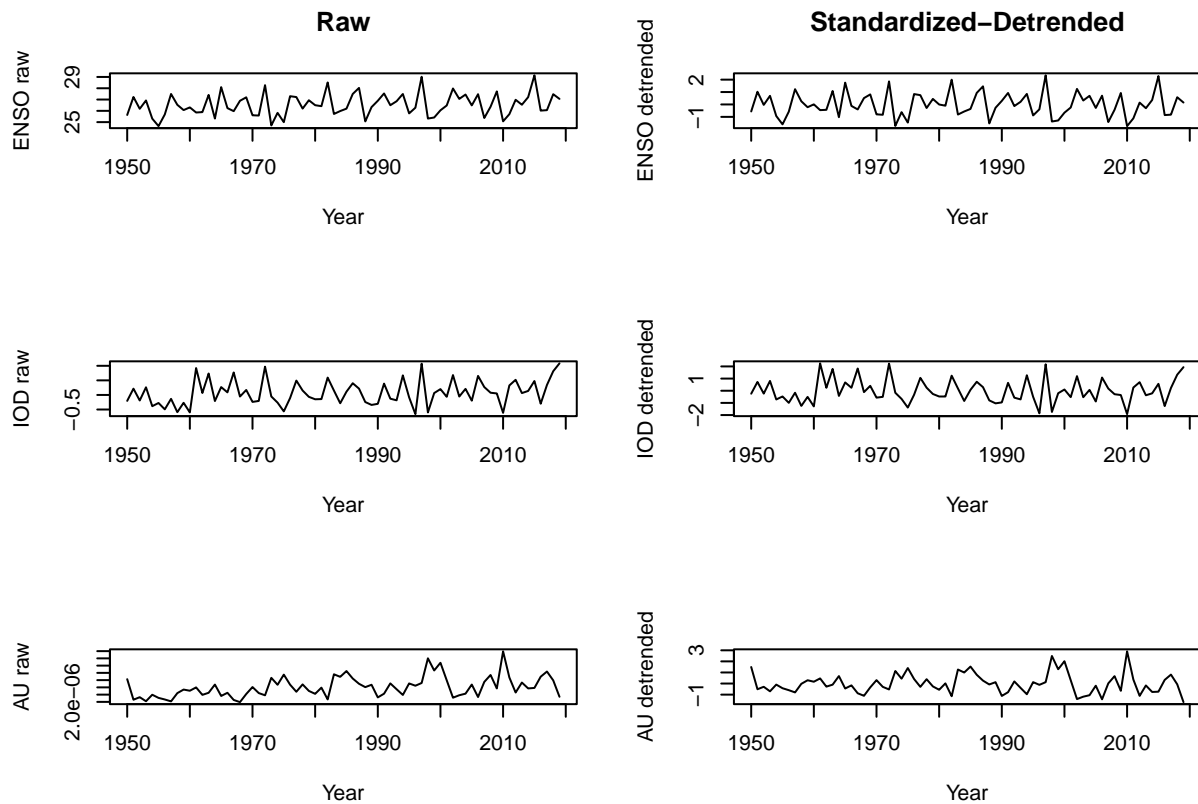 Raw
ENSO raw
29
25
1950 1970 1990 2010
Year
Standardized−Detrended
ENSO detrended
2
−1
1950 1970 1990 2010
Year
IOD raw
−0.5
1950 1970 1990 2010
Year
IOD detrended
1
−2
1950 1970 1990 2010
Year
AU raw
2.0e−06
1950 1970 1990 2010
Year
AU detrended
3
−1
1950 1970 1990 2010
Year